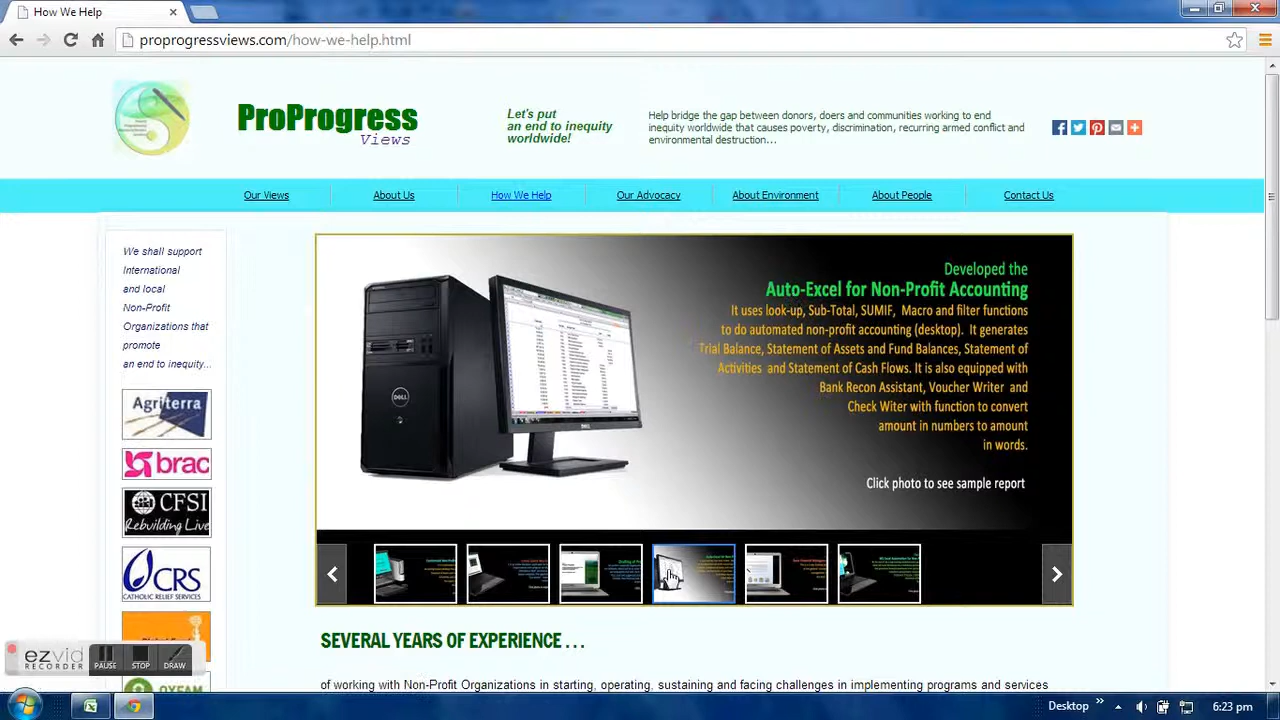 How We Help
proprogressviews.com/how-we-help.html
ProProgress
Views
Let's put
an end to inequity
worldwide!
Help bridge the gap between donors, doers and communities working to end
inequity worldwide that causes poverty, discrimination, recurring armed conflict and
environmental destruction...
Our Views
About Us
How We Help
Our Advocacy
About Environment
About People
Contact Us
We shall support
International
and local
Non-Profit
Organizations that
promote
an end to inequity...
Agriterra
brac
CFSI
Rebuilding Live
CRS
CATHOLIC RELIEF SERVICES
OXFAM
Developed the
Auto-Excel for Non-Profit Accounting
It uses look-up, Sub-Total, SUMIF, Macro and filter functions
to do automated non-profit accounting (desktop). It generates
Trial Balance, Statement of Assets and Fund Balances, Statement of
Activities and Statement of Cash Flows. It is also equipped with
Bank Recon Assistant, Voucher Writer and
Check Witer with function to convert
amount in numbers to amount
in words.
Click photo to see sample report
DELL
SEVERAL YEARS OF EXPERIENCE . . .
of working with Non-Profit Organizations in starting, operating, sustaining and facing challenges in implementing programs and services
ezvid
RECORDER
PAUSE
STOP
DRAW
Desktop
6:23 pm